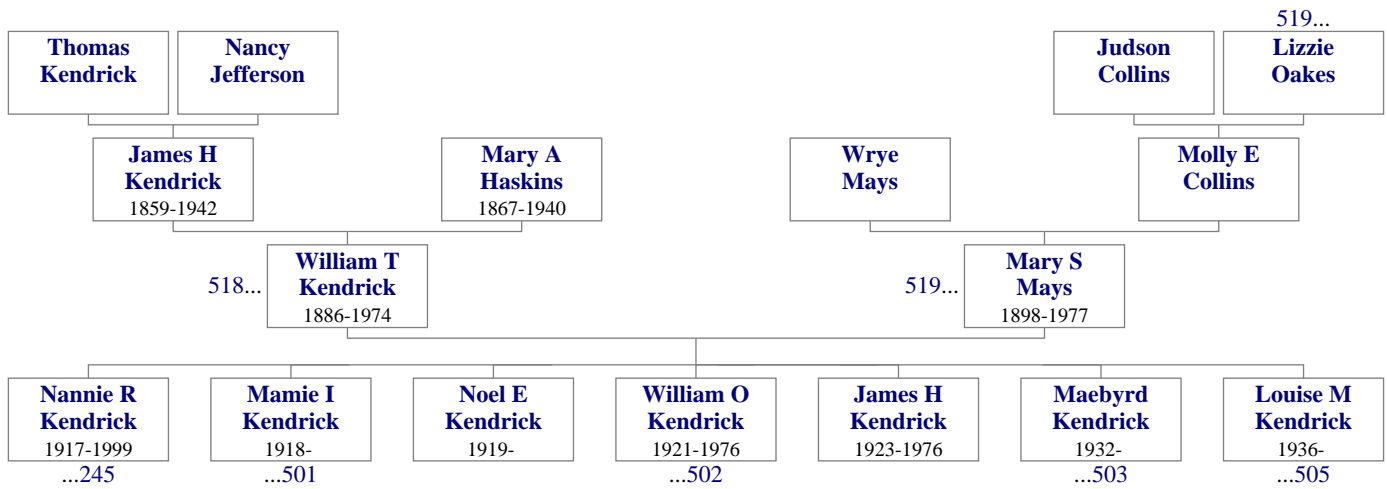 519...
Thomas
Kendrick
Nancy
Jefferson
Judson
Collins
Lizzie
Oakes
James H
Kendrick
1859-1942
Mary A
Haskins
1867-1940
Wrye
Mays
Molly E
Collins
518...
William T
Kendrick
1886-1974
519...
Mary S
Mays
1898-1977
Nannie R
Kendrick
1917-1999
...245
Mamie I
Kendrick
1918-
...501
Noel E
Kendrick
1919-
William O
Kendrick
1921-1976
...502
James H
Kendrick
1923-1976
Maebyrd
Kendrick
1932-
...503
Louise M
Kendrick
1936-
...505